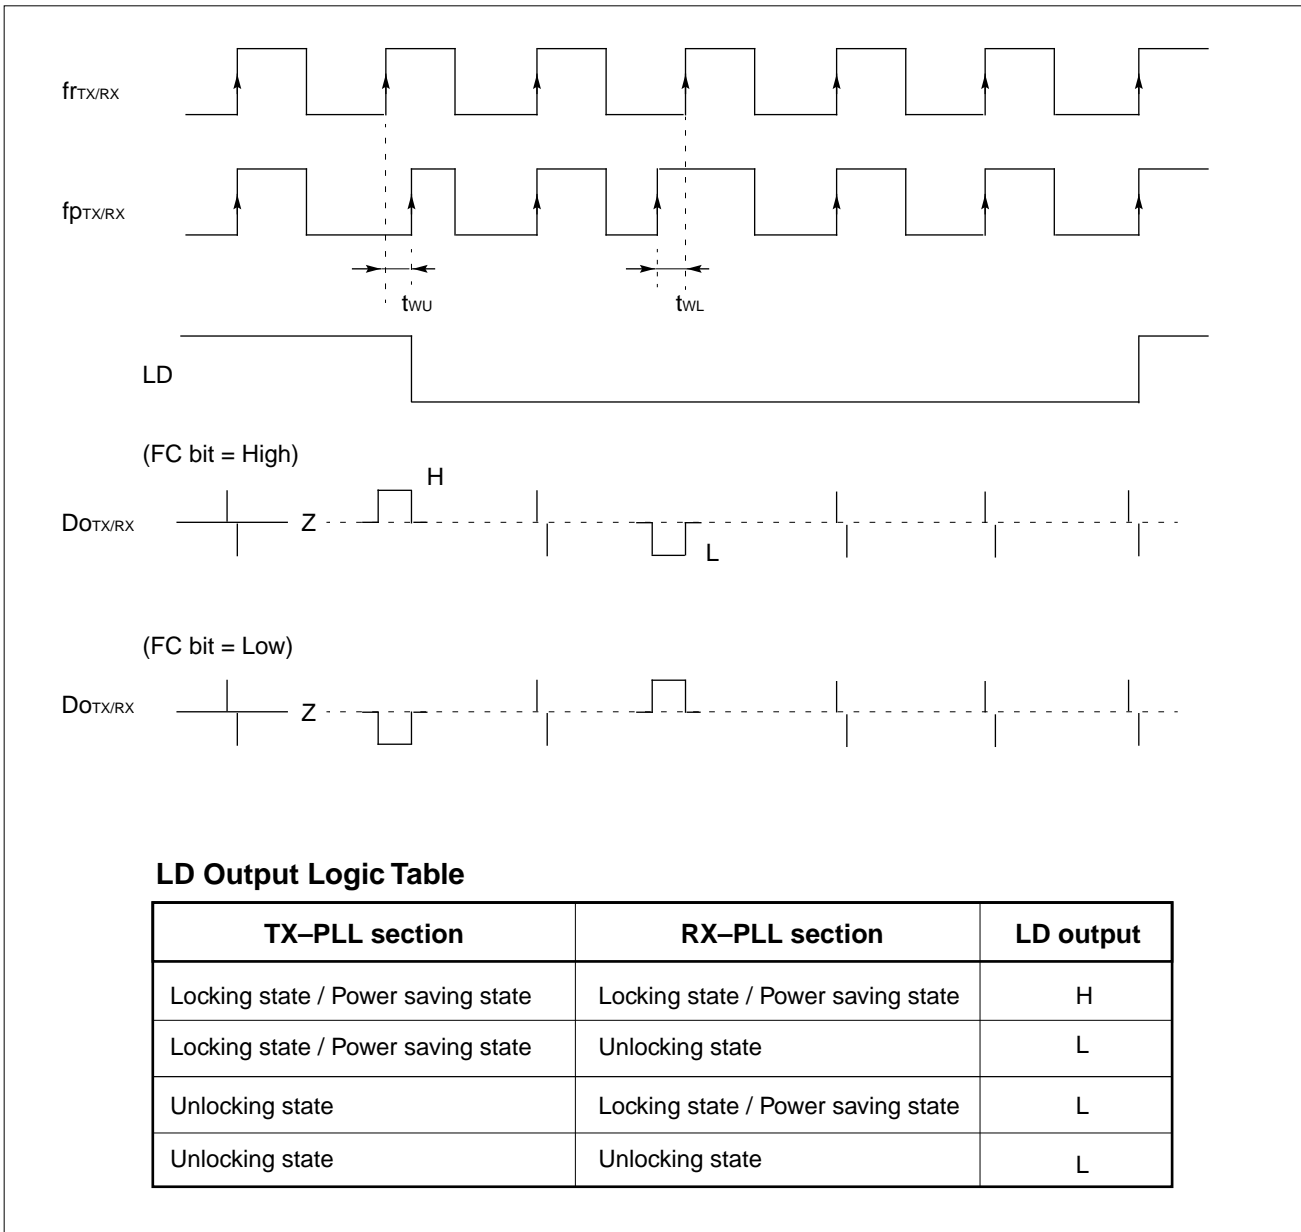 frTX/RX
fpTX/RX
tWU tWL
LD
(FC bit = High)
H
DoTX/RX Z
L
(FC bit = Low)
DoTX/RX Z
LD Output Logic Table
TX–PLL section RX–PLL section LD output
Locking state / Power saving state Locking state / Power saving state H
Locking state / Power saving state Unlocking state L
Unlocking state Locking state / Power saving state L
Unlocking state Unlocking state L